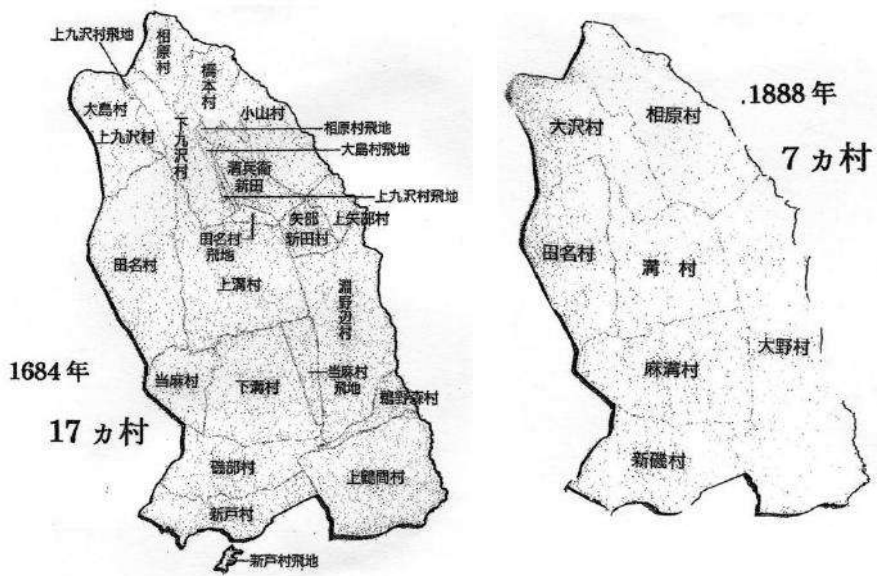 上九沢村飛地
相原村
橋本村
小山村
大島村
上九沢村
下九沢村
相原村飛地
大島村飛地
清兵衛
新田
上九沢村飛地
矢部
新田村
上矢部村
田名村
飛地
田名村
上溝村
淵野辺村
1684年
17ヵ村
当麻村
下溝村
当麻村
飛地
鵜野森村
磯部村
上鶴間村
新戸村
新戸村飛地
.1888年
7ヵ村
大沢村
相原村
田名村
溝村
大野村
麻溝村
新磯村